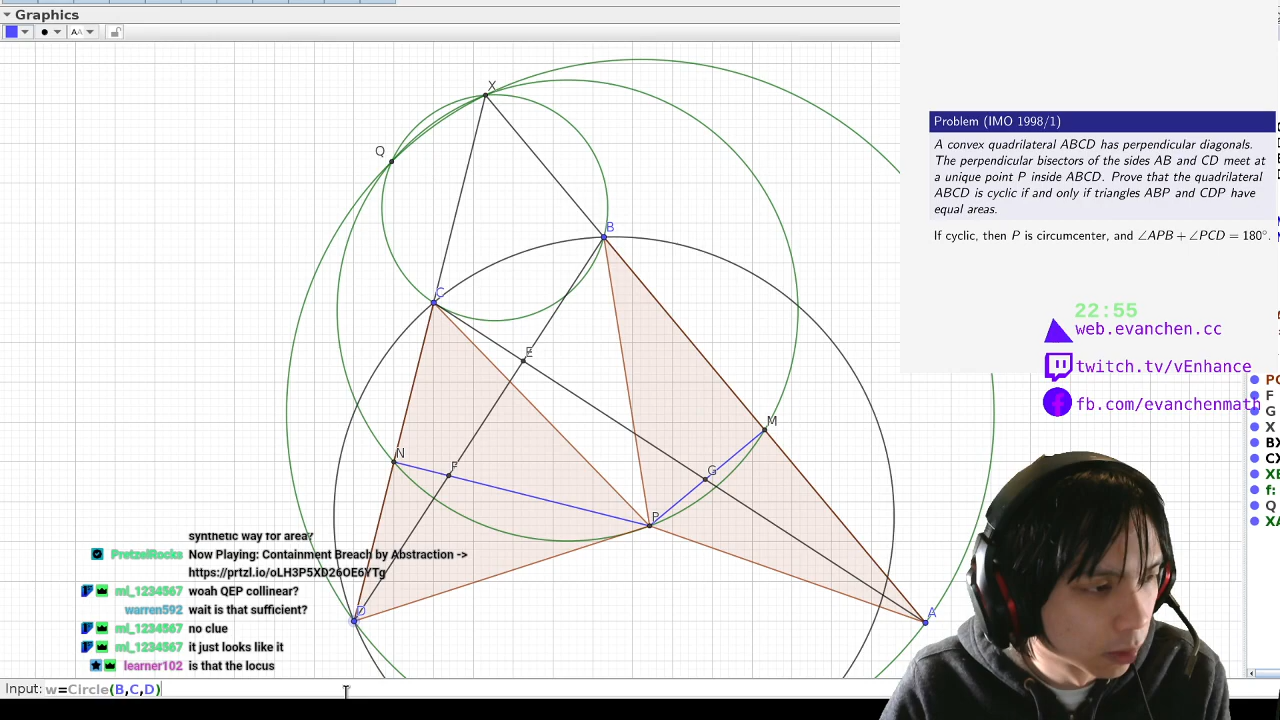 Graphics
AA
X
Q
B
C
E
M
N
F
G
P
D
A
Problem (IMO 1998/1)
A convex quadrilateral ABCD has perpendicular diagonals.
The perpendicular bisectors of the sides AB and CD meet at
a unique point P inside ABCD. Prove that the quadrilateral
ABCD is cyclic if and only if triangles ABP and CDP have
equal areas.
If cyclic, then P is circumcenter, and ∠APB + ∠PCD = 180°.
22:55
web.evanchen.cc
twitch.tv/vEnhance
fb.com/evanchenmath
F
G
X
f:
Q
synthetic way for area?
PretzelRocks Now Playing: Containment Breach by Abstraction ->
https://prtzl.io/oLH3P5XD26OE6YTg
ml_1234567 woah QEP collinear?
warren592 wait is that sufficient?
ml_1234567 no clue
ml_1234567 it just looks like it
learner102 is that the locus
Input: w=Circle(B,C,D)